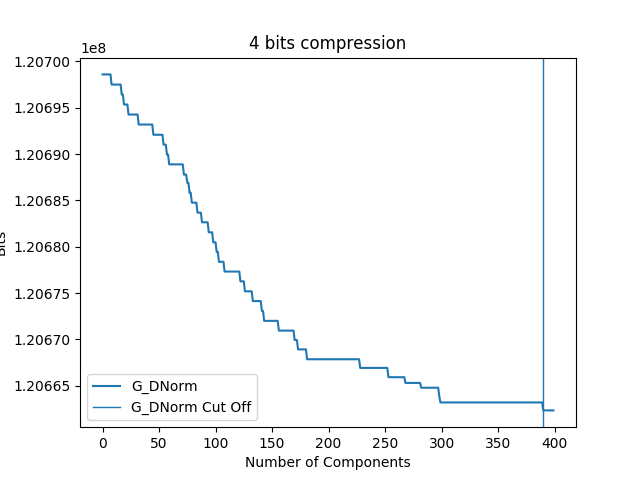 4 bits compression
1e8
1.20700
1.20695
1.20690
1.20685
1.20680
1.20675
1.20670
1.20665
Bits
G_DNorm
G_DNorm Cut Off
0 50 100 150 200 250 300 350 400
Number of Components